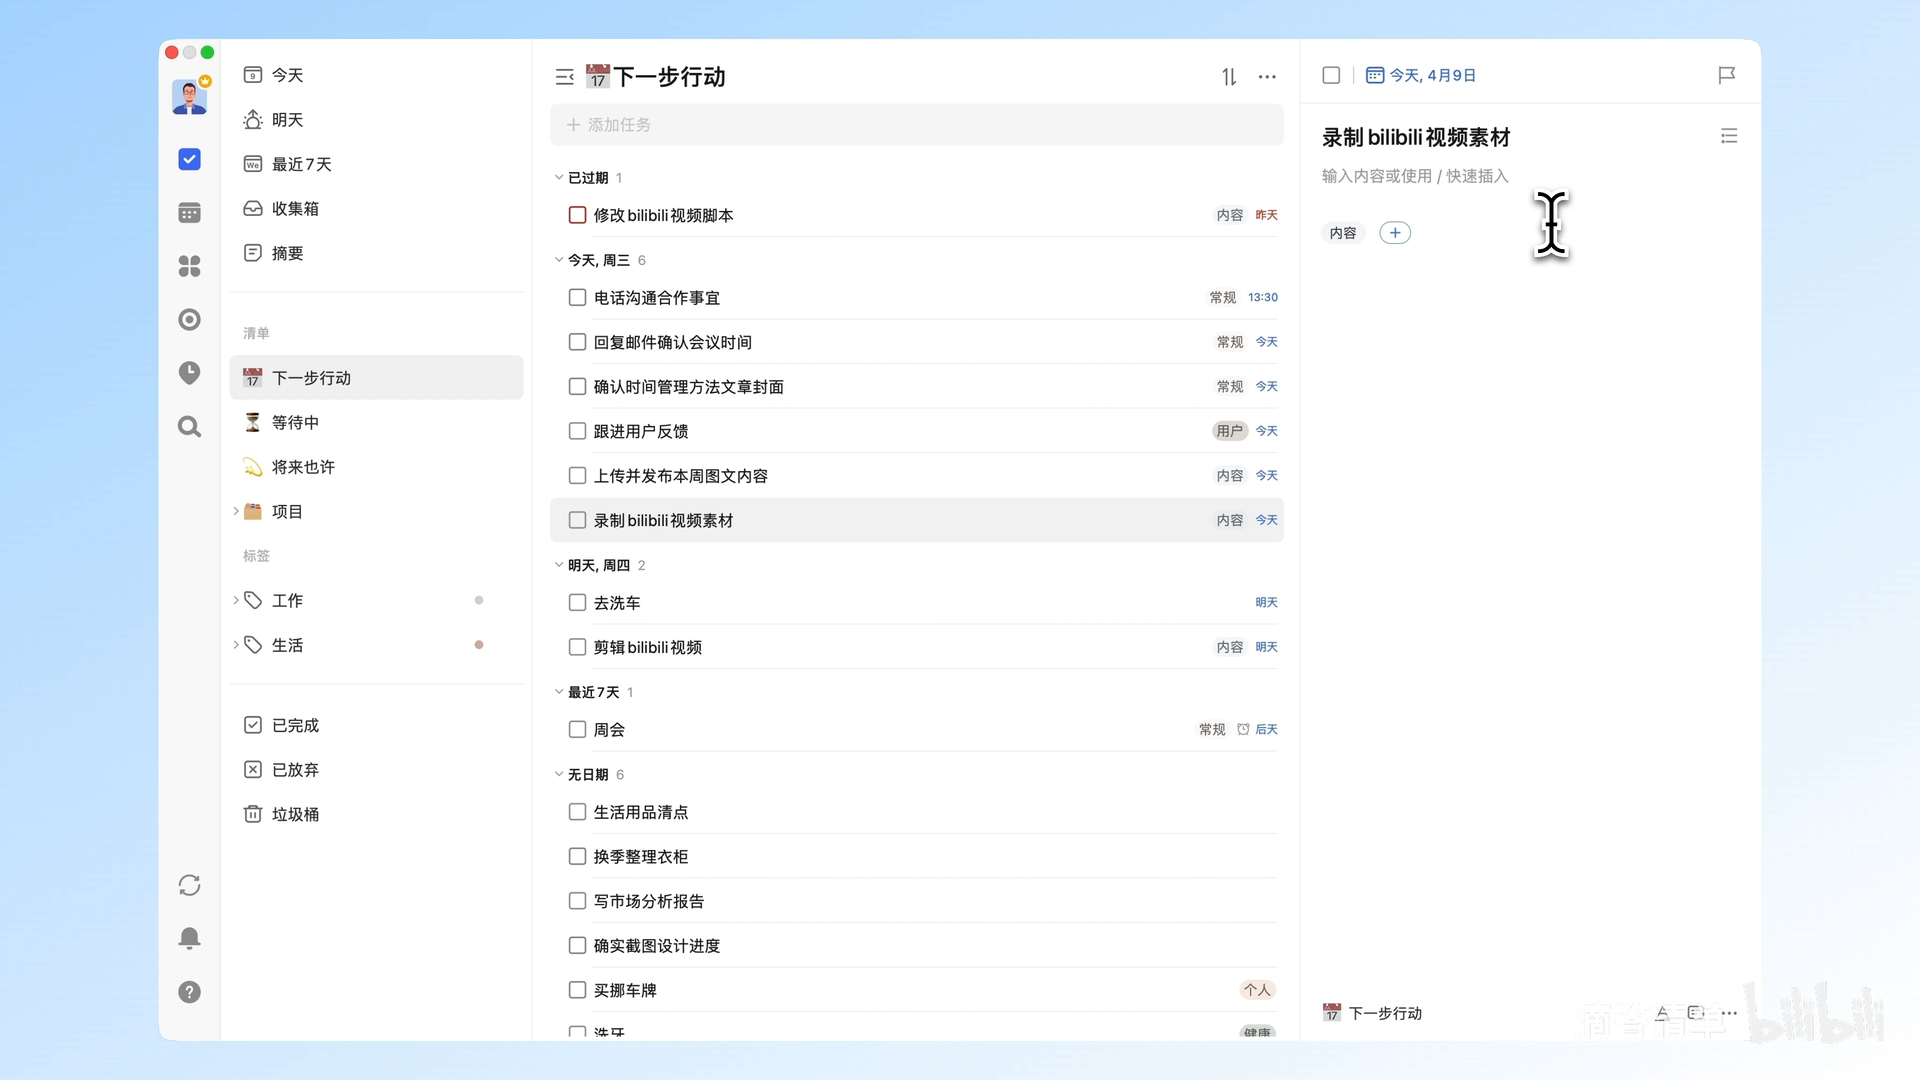 今天
明天
最近7天
收集箱
摘要
清单
下一步行动
等待中
将来也许
项目
标签
工作
生活
已完成
已放弃
垃圾桶
下一步行动
添加任务
已过期 1
修改bilibili视频脚本 内容 昨天
今天, 周三 6
电话沟通合作事宜 常规 13:30
回复邮件确认会议时间 常规 今天
确认时间管理方法文章封面 常规 今天
跟进用户反馈 用户 今天
上传并发布本周图文内容 内容 今天
录制bilibili视频素材 内容 今天
明天, 周四 2
去洗车 明天
剪辑bilibili视频 内容 明天
最近7天 1
周会 常规 后天
无日期 6
生活用品清点
换季整理衣柜
写市场分析报告
确实截图设计进度
买挪车牌 个人
洗牙 健康
今天, 4月9日
录制bilibili视频素材
输入内容或使用 / 快速插入
内容
下一步行动
滴答清单 bilibili